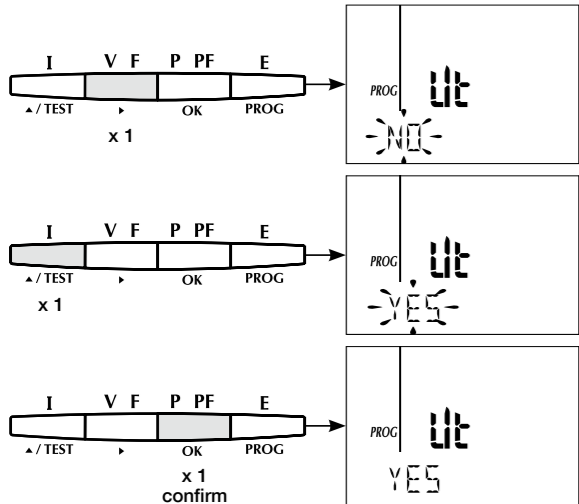 I V F P PF E
▲ / TEST ▶ OK PROG
x 1
PROG Ut
NO
I V F P PF E
▲ / TEST ▶ OK PROG
x 1
PROG Ut
YES
I V F P PF E
▲ / TEST ▶ OK PROG
x 1
confirm
PROG Ut
YES